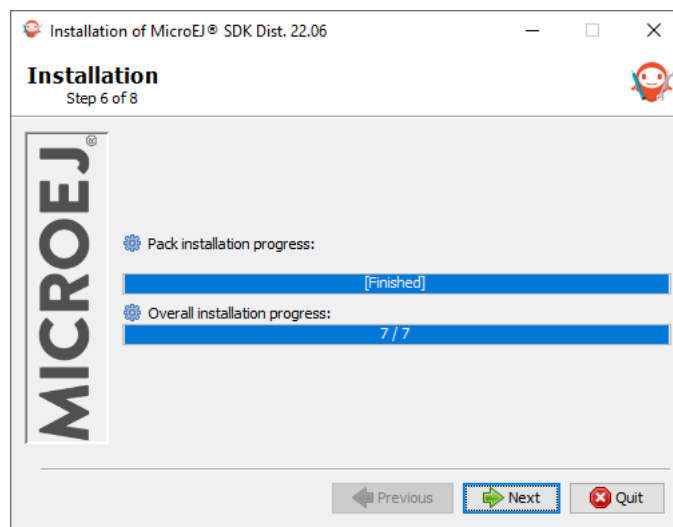 Installation of MicroEJ® SDK Dist. 22.06
Installation
Step 6 of 8
MICROEJ®
Pack installation progress:
[Finished]
Overall installation progress:
7 / 7
Previous
Next
Quit